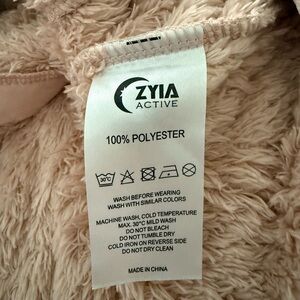 ZYIA
ACTIVE
100% POLYESTER
30°C
WASH BEFORE WEARING
WASH WITH SIMILAR COLORS
MACHINE WASH, COLD TEMPERATURE
MAX. 30°C MILD WASH
DO NOT BLEACH
DO NOT TUMBLE DRY
COLD IRON ON REVERSE SIDE
DO NOT DRY CLEAN
MADE IN CHINA